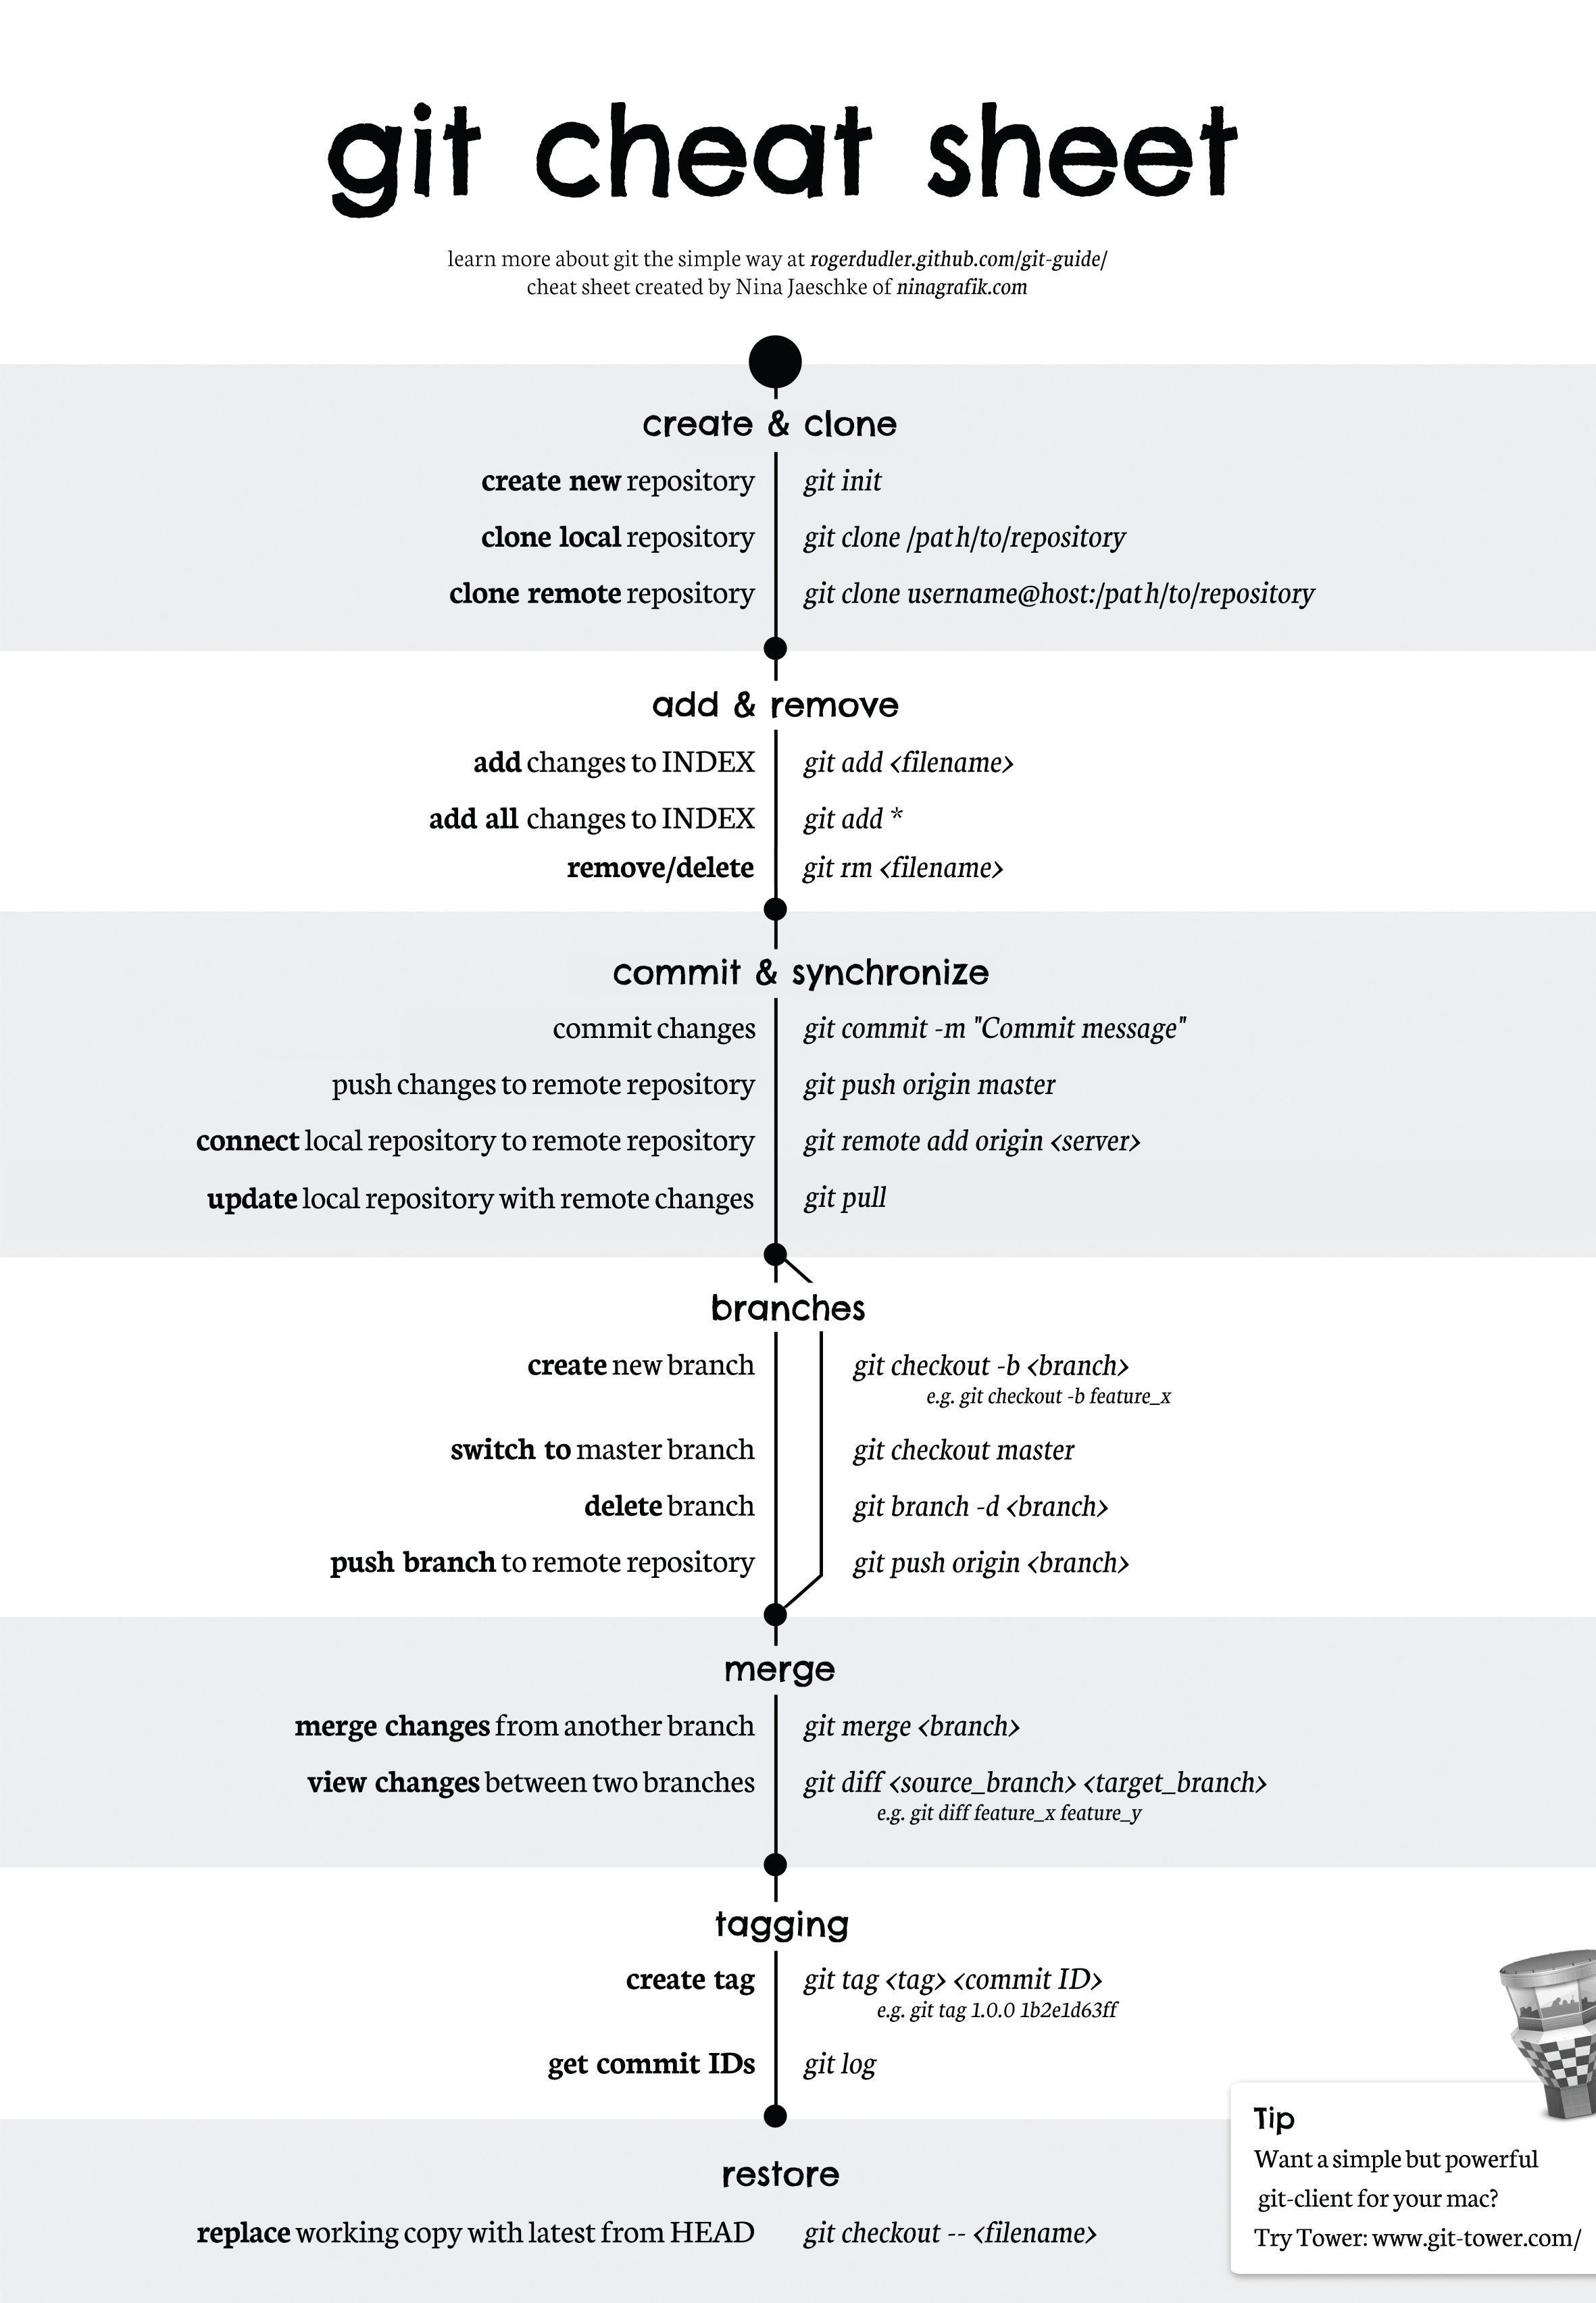 git cheat sheet
learn more about git the simple way at rogerdudler.github.com/git-guide/
cheat sheet created by Nina Jaeschke of ninagrafik.com
create & clone
create new repository git init
clone local repository git clone /path/to/repository
clone remote repository git clone username@host:/path/to/repository
add & remove
add changes to INDEX git add <filename>
add all changes to INDEX git add *
remove/delete git rm <filename>
commit & synchronize
commit changes git commit -m "Commit message"
push changes to remote repository git push origin master
connect local repository to remote repository git remote add origin <server>
update local repository with remote changes git pull
branches
create new branch git checkout -b <branch>
e.g. git checkout -b feature_x
switch to master branch git checkout master
delete branch git branch -d <branch>
push branch to remote repository git push origin <branch>
merge
merge changes from another branch git merge <branch>
view changes between two branches git diff <source_branch> <target_branch>
e.g. git diff feature_x feature_y
tagging
create tag git tag <tag> <commit ID>
e.g. git tag 1.0.0 1b2e1d63ff
get commit IDs git log
restore
replace working copy with latest from HEAD git checkout -- <filename>
Tip
Want a simple but powerful
git-client for your mac?
Try Tower: www.git-tower.com/